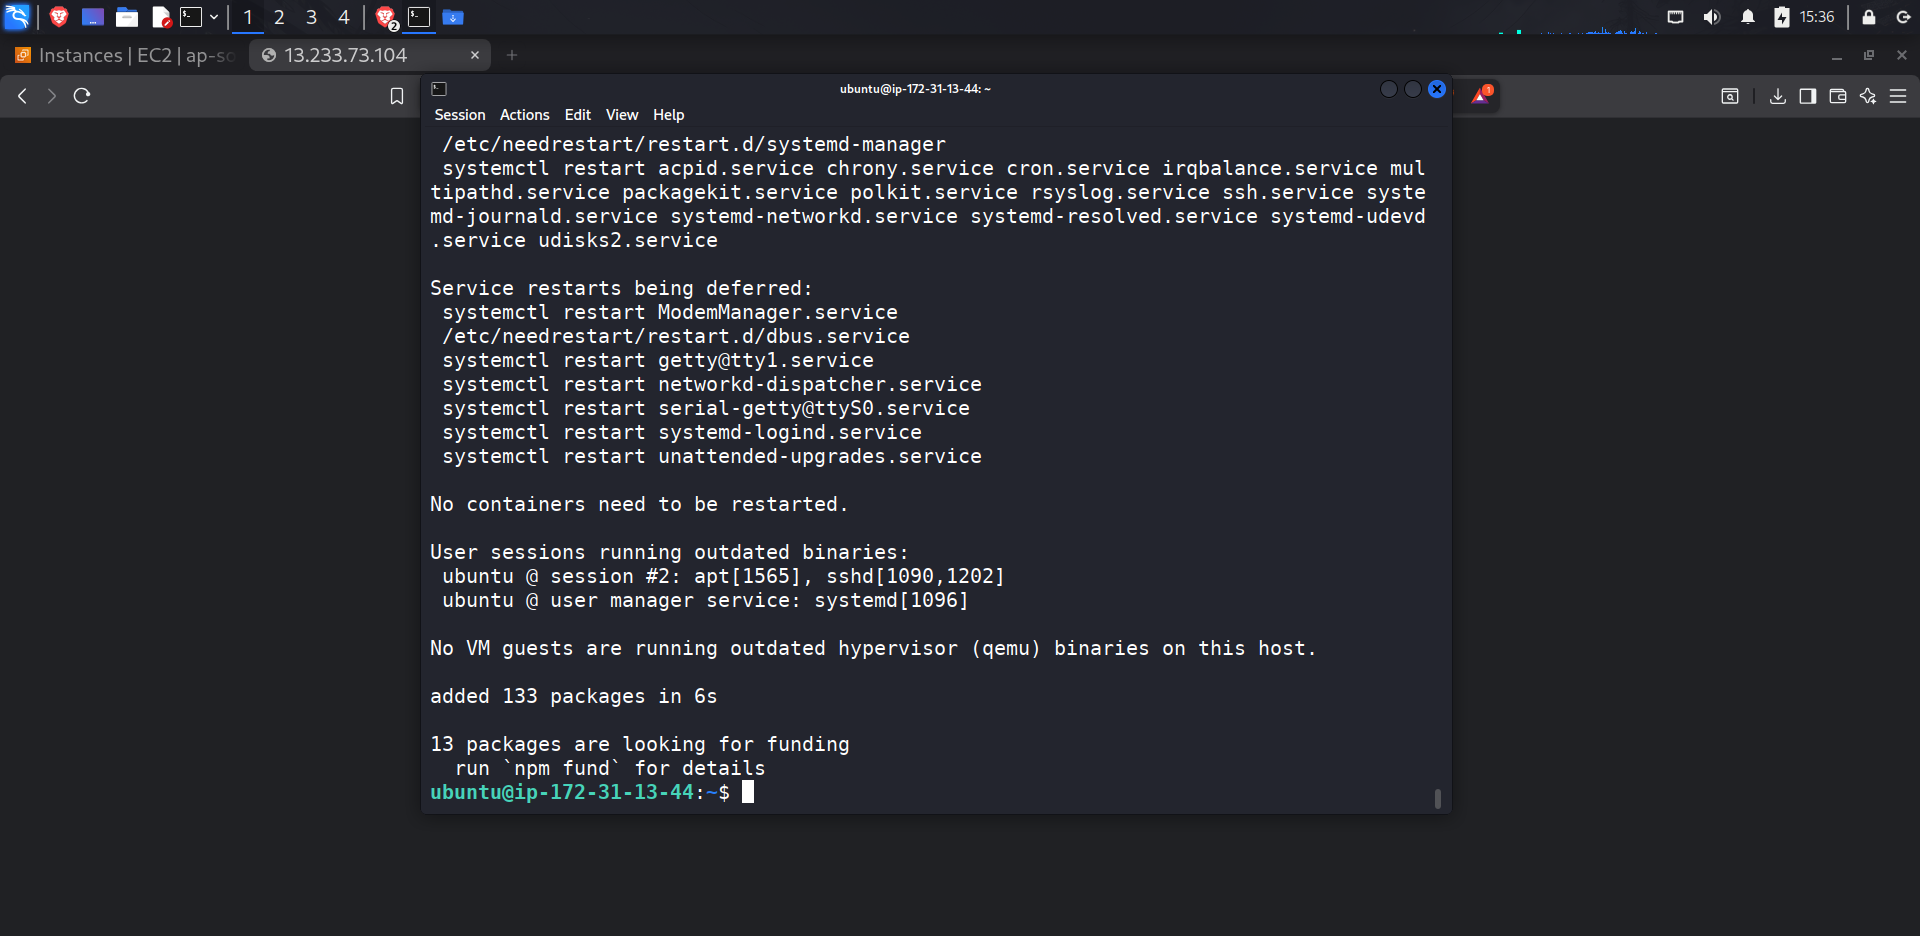 1 2 3 4
2
15:36
Instances | EC2 | ap-so
13.233.73.104
ubuntu@ip-172-31-13-44: ~
1
Session Actions Edit View Help
/etc/needrestart/restart.d/systemd-manager
systemctl restart acpid.service chrony.service cron.service irqbalance.service mul
tipathd.service packagekit.service polkit.service rsyslog.service ssh.service syste
md-journald.service systemd-networkd.service systemd-resolved.service systemd-udevd
.service udisks2.service
Service restarts being deferred:
systemctl restart ModemManager.service
/etc/needrestart/restart.d/dbus.service
systemctl restart getty@tty1.service
systemctl restart networkd-dispatcher.service
systemctl restart serial-getty@ttyS0.service
systemctl restart systemd-logind.service
systemctl restart unattended-upgrades.service
No containers need to be restarted.
User sessions running outdated binaries:
ubuntu @ session #2: apt[1565], sshd[1090,1202]
ubuntu @ user manager service: systemd[1096]
No VM guests are running outdated hypervisor (qemu) binaries on this host.
added 133 packages in 6s
13 packages are looking for funding
run `npm fund` for details
ubuntu@ip-172-31-13-44:~$